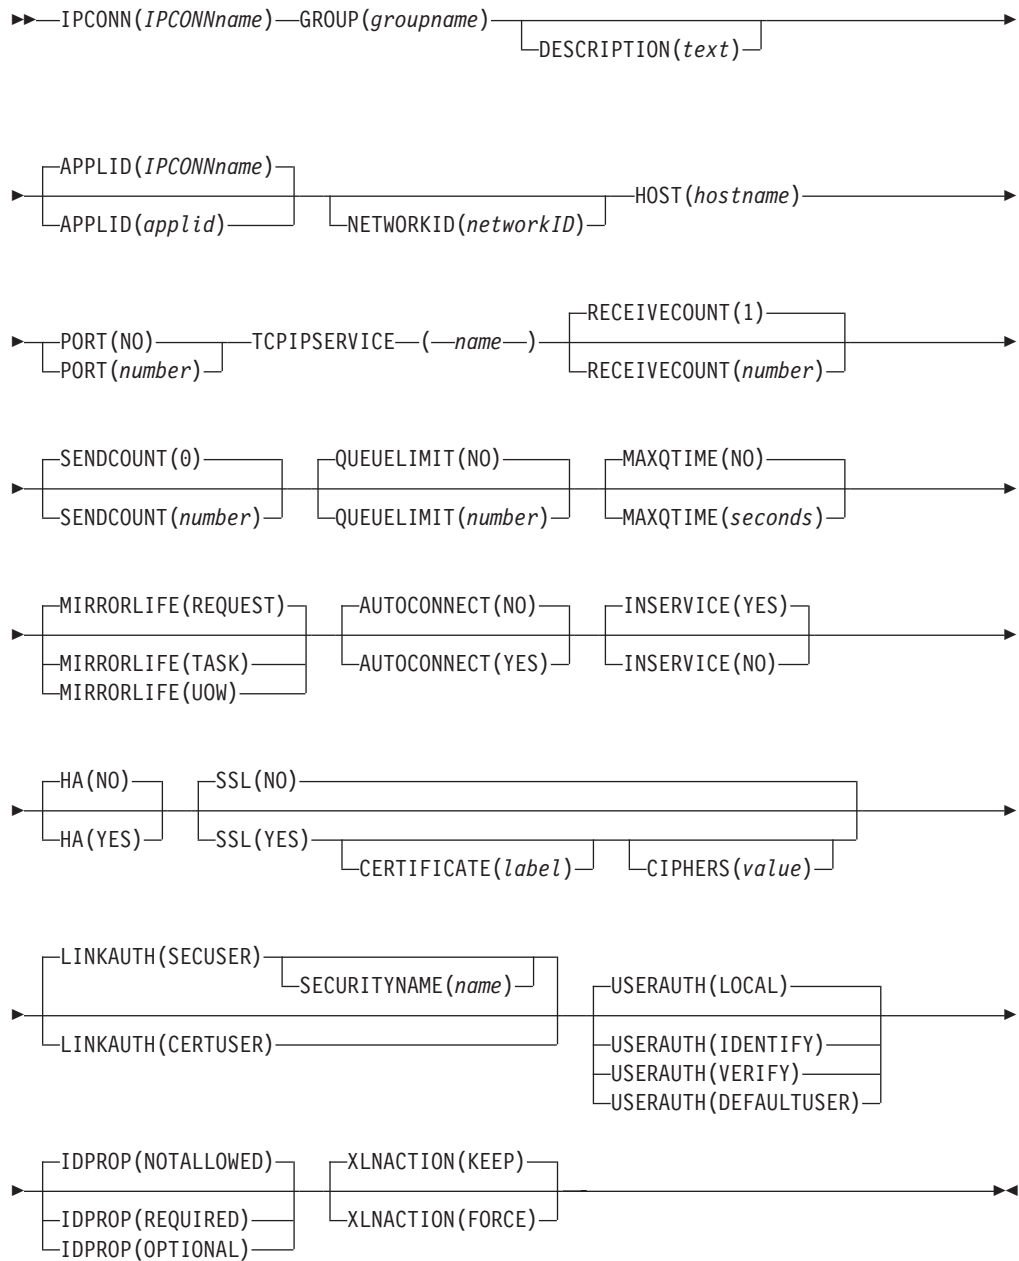 IPCONN(IPCONNname) GROUP(groupname)
DESCRIPTION(text)
APPLID(IPCONNname)
HOST(hostname)
APPLID(applid) NETWORKID(networkID)
RECEIVECOUNT(1)
PORT(NO) TCPIPSERVICE ( name )
PORT(number) RECEIVECOUNT(number)
SENDCOUNT(0) QUEUELIMIT(NO) MAXQTIME(NO)
SENDCOUNT(number) QUEUELIMIT(number) MAXQTIME(seconds)
MIRRORLIFE(REQUEST) AUTOCONNECT(NO) INSERVICE(YES)
MIRRORLIFE(TASK) AUTOCONNECT(YES) INSERVICE(NO)
MIRRORLIFE(UOW)
HA(NO) SSL(NO)
HA(YES) SSL(YES)
CERTIFICATE(label) CIPHERS(value)
LINKAUTH(SECUSER)
SECURITYNAME(name) USERAUTH(LOCAL)
LINKAUTH(CERTUSER) USERAUTH(IDENTIFY)
USERAUTH(VERIFY)
USERAUTH(DEFAULTUSER)
IDPROP(NOTALLOWED) XLNACTION(KEEP)
IDPROP(REQUIRED) XLNACTION(FORCE)
IDPROP(OPTIONAL)